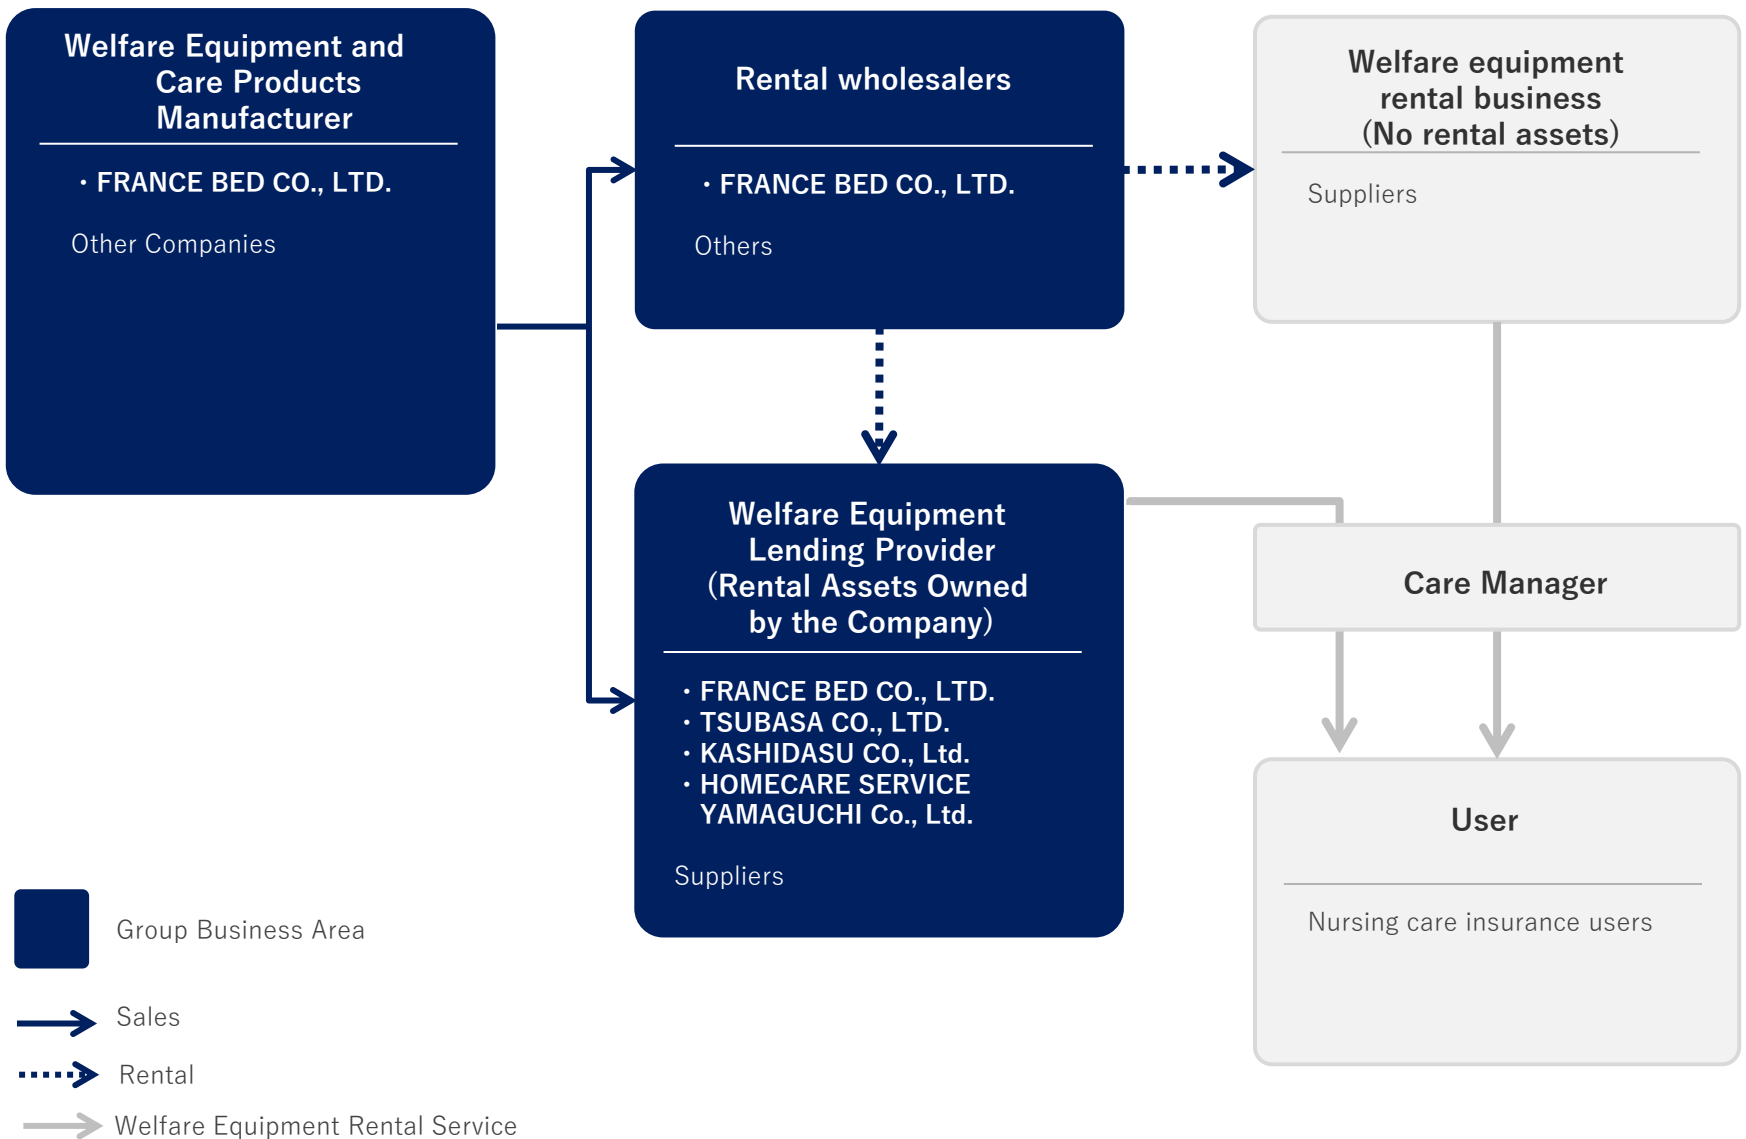 Welfare Equipment and
Care Products
Manufacturer
・FRANCE BED CO., LTD.
Other Companies
Rental wholesalers
・FRANCE BED CO., LTD.
Others
Welfare equipment
rental business
(No rental assets)
Suppliers
Welfare Equipment
Lending Provider
(Rental Assets Owned
by the Company)
・FRANCE BED CO., LTD.
・TSUBASA CO., LTD.
・KASHIDASU CO., Ltd.
・HOMECARE SERVICE
YAMAGUCHI Co., Ltd.
Suppliers
Care Manager
User
Nursing care insurance users
Group Business Area
Sales
Rental
Welfare Equipment Rental Service